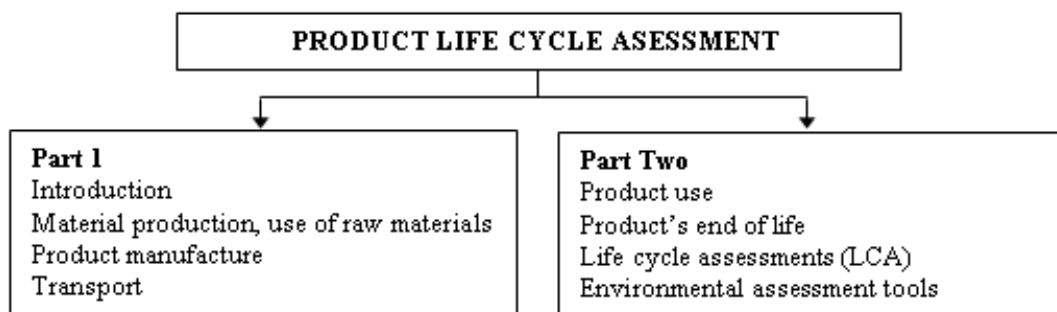 PRODUCT LIFE CYCLE ASESSMENT
Part 1
Introduction
Material production, use of raw materials
Product manufacture
Transport
Part Two
Product use
Product’s end of life
Life cycle assessments (LCA)
Environmental assessment tools